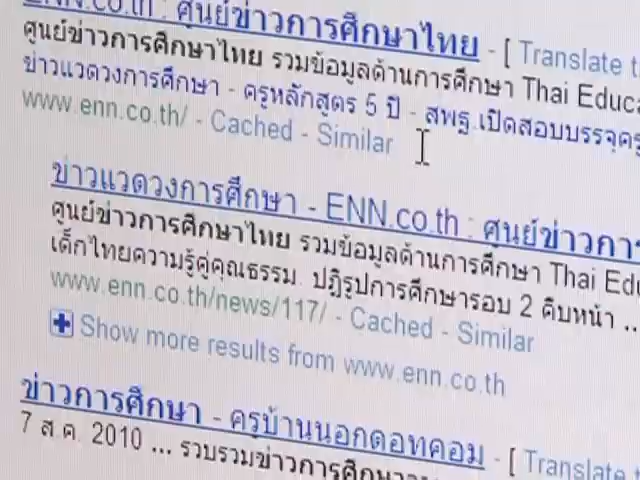 ENN.co.th : ศูนย์ข่าวการศึกษาไทย - [ Translate
ศูนย์ข่าวการศึกษาไทย รวมข้อมูลด้านการศึกษา Thai
ข่าวแวดวงการศึกษา - ครูหลักสูตร 5 ปี - สพฐ.เปิดสอบบรรจุครู
www.enn.co.th/ - Cached - Similar
ข่าวแวดวงการศึกษา - ENN.co.th : ศูนย์ข่าวการ
ศูนย์ข่าวการศึกษาไทย รวมข้อมูลด้านการศึกษา Thai
เด็กไทยความรู้คู่คุณธรรม. ปฏิรูปการศึกษารอบ 2 คืบหน้า ...
www.enn.co.th/news/117/ - Cached - Similar
Show more results from www.enn.co.th
ข่าวการศึกษา - ครูบ้านนอกดอทคอม - [ Translate
7 ส.ค. 2010 ... รวบรวมข่าวการศึกษา